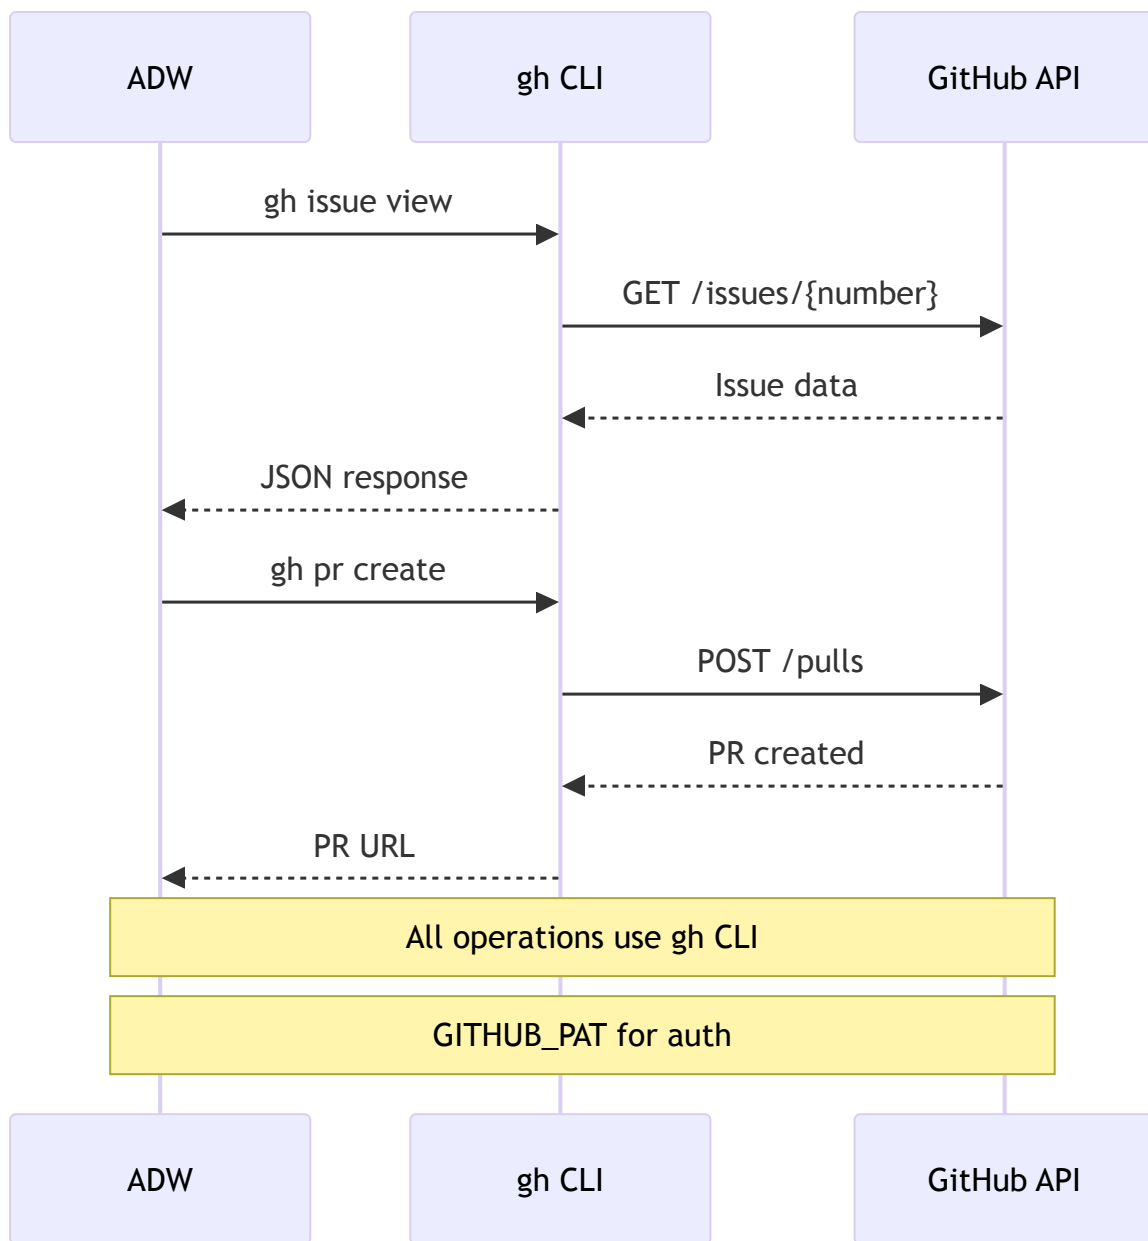 ADW
gh CLI
GitHub API
gh issue view
GET /issues/{number}
Issue data
JSON response
gh pr create
POST /pulls
PR created
PR URL
All operations use gh CLI
GITHUB_PAT for auth
ADW
gh CLI
GitHub API